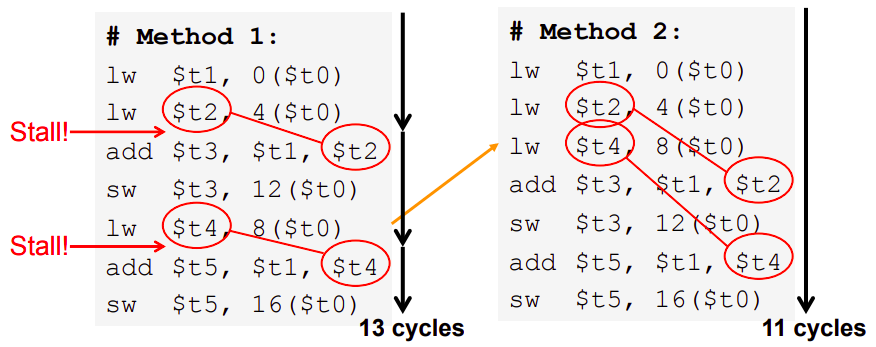 # Method 1:
lw $t1, 0($t0)
lw $t2, 4($t0)
Stall!
add $t3, $t1, $t2
sw $t3, 12($t0)
lw $t4, 8($t0)
Stall!
add $t5, $t1, $t4
sw $t5, 16($t0)
13 cycles
# Method 2:
lw $t1, 0($t0)
lw $t2, 4($t0)
lw $t4, 8($t0)
add $t3, $t1, $t2
sw $t3, 12($t0)
add $t5, $t1, $t4
sw $t5, 16($t0)
11 cycles